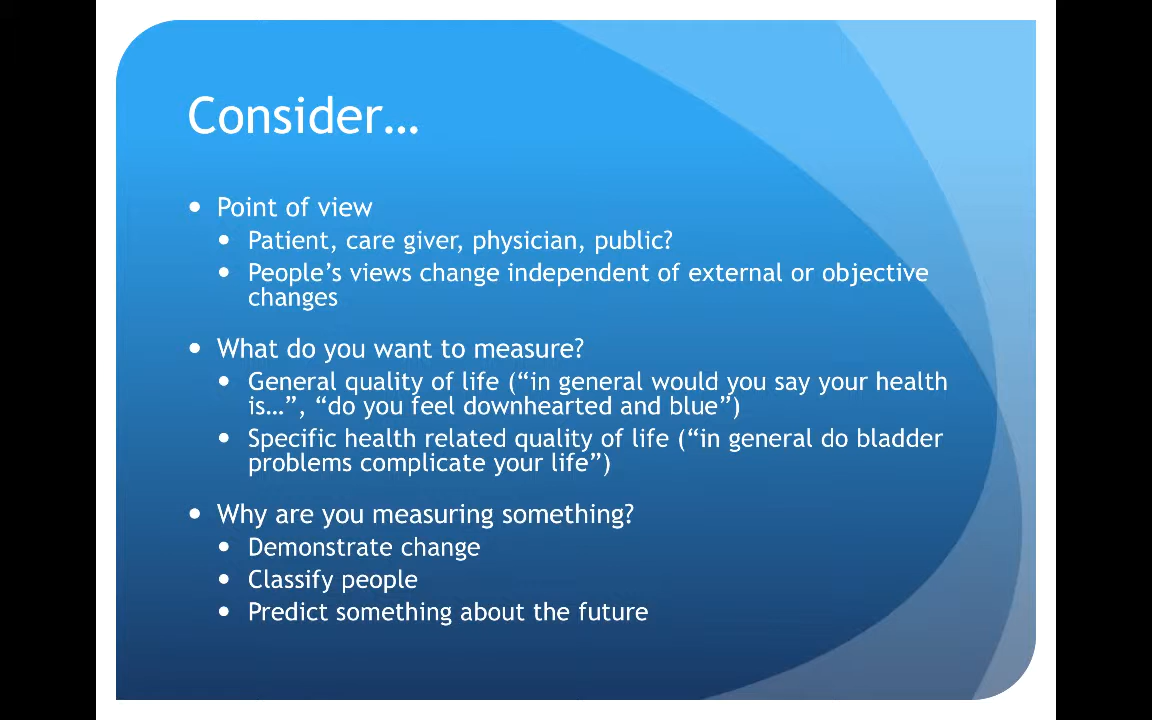 Consider…
• Point of view
• Patient, care giver, physician, public?
• People’s views change independent of external or objective
changes
• What do you want to measure?
• General quality of life (“in general would you say your health
is…”, “do you feel downhearted and blue”)
• Specific health related quality of life (“in general do bladder
problems complicate your life”)
• Why are you measuring something?
• Demonstrate change
• Classify people
• Predict something about the future